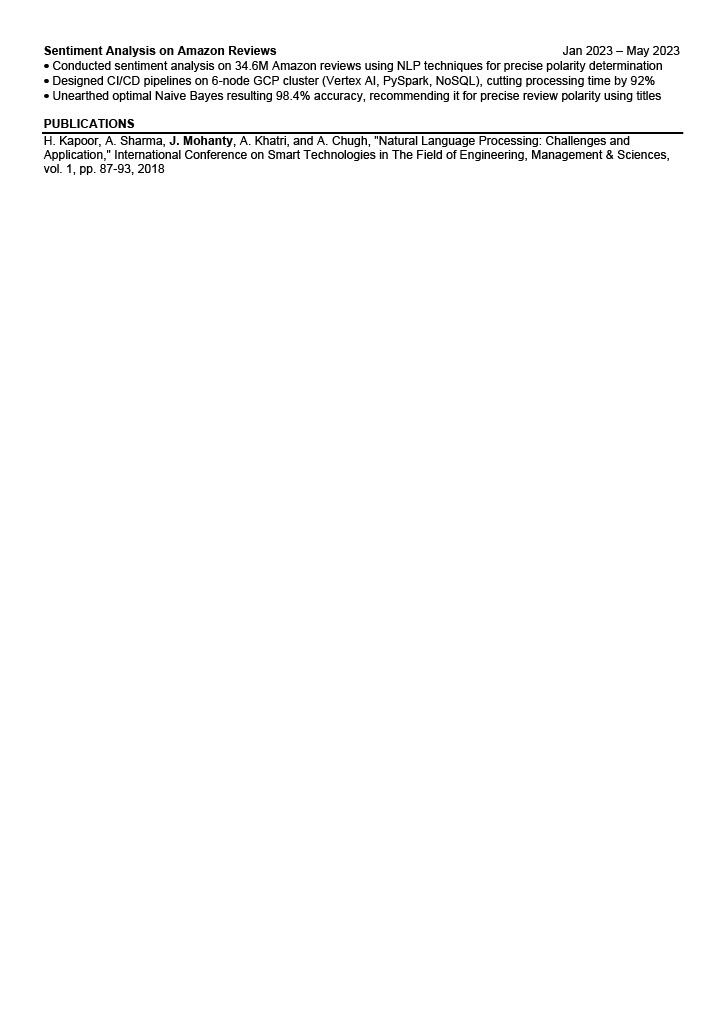 Sentiment Analysis on Amazon Reviews Jan 2023 – May 2023
• Conducted sentiment analysis on 34.6M Amazon reviews using NLP techniques for precise polarity determination
• Designed CI/CD pipelines on 6-node GCP cluster (Vertex AI, PySpark, NoSQL), cutting processing time by 92%
• Unearthed optimal Naive Bayes resulting 98.4% accuracy, recommending it for precise review polarity using titles
PUBLICATIONS
H. Kapoor, A. Sharma, J. Mohanty, A. Khatri, and A. Chugh, "Natural Language Processing: Challenges and
Application," International Conference on Smart Technologies in The Field of Engineering, Management & Sciences,
vol. 1, pp. 87-93, 2018